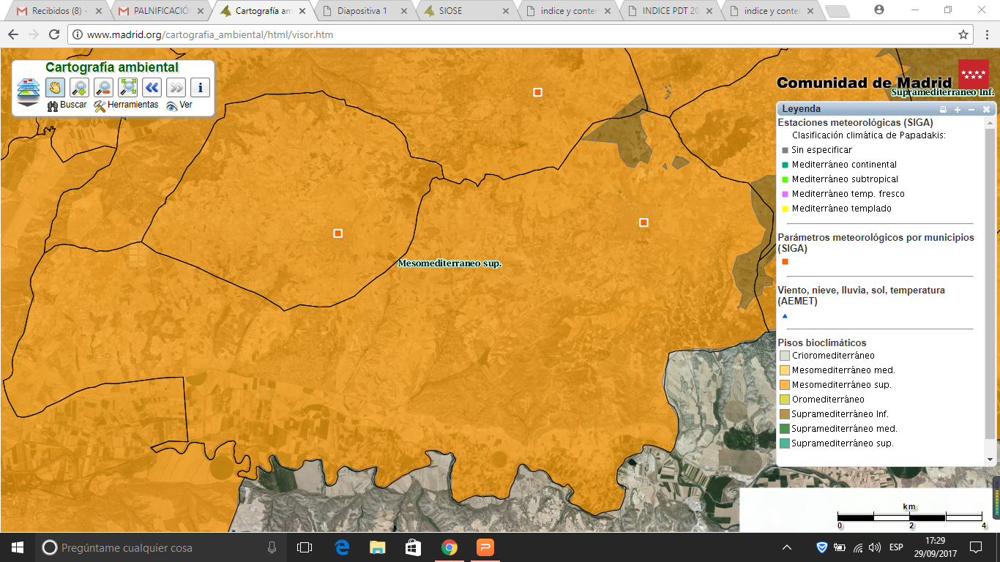 Recibidos (8) -
PALNIFICACIÓ
Cartografía am
Diapositiva 1
SIOSE
indice y conter
INDICE PDT 20
indice y conter
www.madrid.org/cartografia_ambiental/html/visor.htm
Cartografía ambiental
Buscar Herramientas Ver
Comunidad de Madrid
Supramediterraneo Inf.
Leyenda
Estaciones meteorológicas (SIGA)
Clasificación climática de Papadakis:
Sin especificar
Mediterráneo continental
Mediterráneo subtropical
Mediterráneo temp. fresco
Mediterráneo templado
Parámetros meteorológicos por municipios
(SIGA)
Viento, nieve, lluvia, sol, temperatura
(AEMET)
Pisos bioclimáticos
Crioromediterráneo
Mesomediterráneo med.
Mesomediterráneo sup.
Oromediterráneo
Supramediterráneo Inf.
Supramediterráneo med.
Supramediterráneo sup.
Mesomediterraneo sup.
km
0 2 4
Pregúntame cualquier cosa
ESP
17:29
29/09/2017